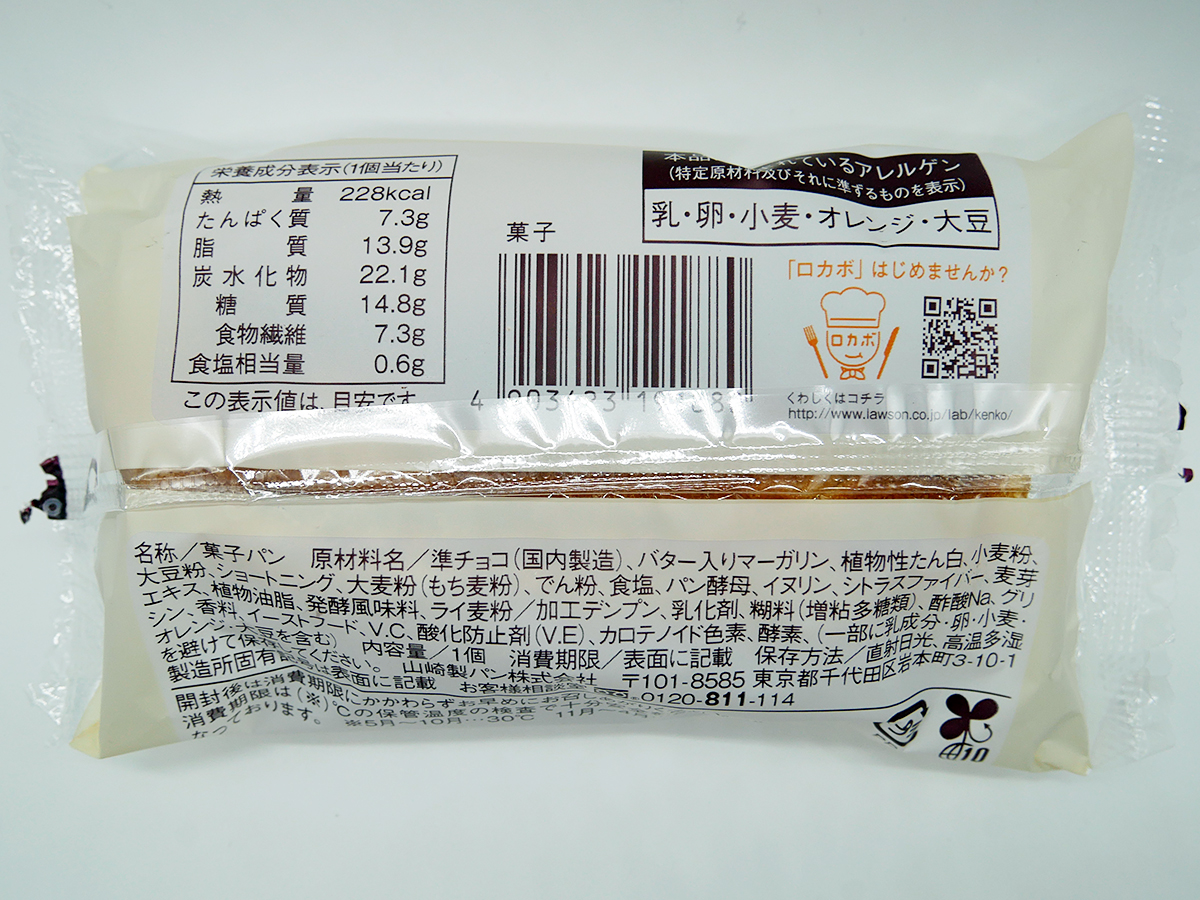 栄養成分表示(1個当たり)
熱量 228kcal
たんぱく質 7.3g
脂質 13.9g
炭水化物 22.1g
糖質 14.8g
食物繊維 7.3g
食塩相当量 0.6g
この表示値は、目安です。
菓子
4 903423
ているアレルゲン
(特定原材料及びそれに準ずるものを表示)
乳・卵・小麦・オレンジ・大豆
「ロカボ」はじめませんか?
ロカボ
くわしくはコチラ
http://www.lawson.co.jp/lab/kenko/
名称/菓子パン 原材料名/準チョコ(国内製造)、バター入りマーガリン、植物性たん白、小麦粉、
大豆粉、ショートニング、大麦粉(もち麦粉)、でん粉、食塩、パン酵母、イヌリン、シトラスファイバー、麦芽
エキス、植物油脂、発酵風味料、ライ麦粉/加工デンプン、乳化剤、糊料(増粘多糖類)、酢酸Na、グリ
シン、香料、イーストフード、V.C、酸化防止剤(V.E)、カロテノイド色素、酵素、(一部に乳成分・卵・小麦・
オレンジ・大豆を含む) 内容量/1個 消費期限/表面に記載 保存方法/直射日光、高温多湿
を避けて保存してください。 山崎製パン株式会社 〒101-8585 東京都千代田区岩本町3-10-1
製造所固有記号は表面に記載 お客様相談室 0120-811-114
開封後は消費期限にかかわらずお早めにお召し
消費期限は(※)℃の保管温度の検査で十分な
なっております。 ※5月〜10月…30℃ 11月〜
PP
10